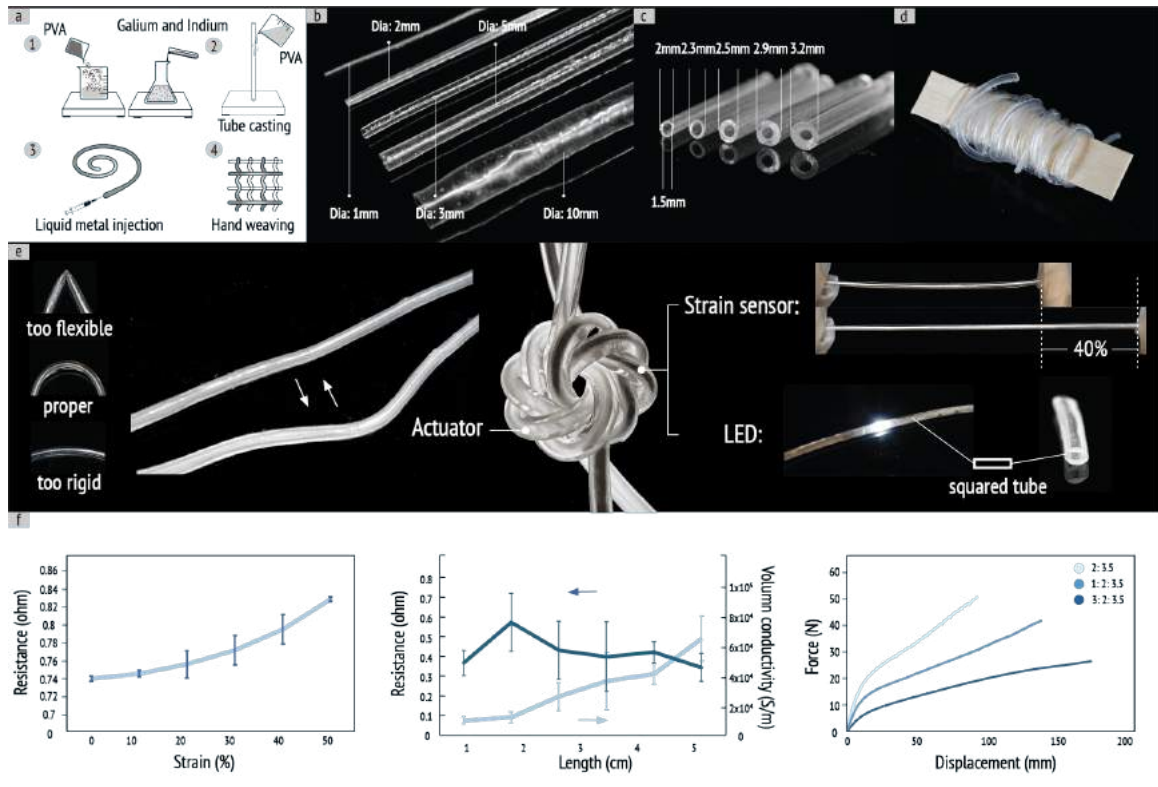 a
1
PVA
Galium and Indium
2
PVA
Tube casting
3
Liquid metal injection
4
Hand weaving
b
Dia: 2mm
Dia: 5mm
Dia: 1mm
Dia: 3mm
Dia: 10mm
c
2mm 2.3mm 2.5mm 2.9mm 3.2mm
1.5mm
d
e
too flexible
proper
too rigid
Actuator
Strain sensor:
40%
LED:
squared tube
f
Resistance (ohm)
0.86
0.84
0.82
0.80
0.78
0.76
0.74
0.72
0.7
0
0 10 20 30 40 50
Strain (%)
Resistance (ohm)
0.8
0.7
0.6
0.5
0.4
0.3
0.2
0.1
0
1 2 3 4 5
Length (cm)
1x10⁵
8x10⁴
6x10⁴
4x10⁴
2x10⁴
0
Volumn conductivity (S/m)
Force (N)
60
50
40
30
20
10
0
0 50 100 150 200
Displacement (mm)
2: 3.5
1: 2: 3.5
3: 2: 3.5